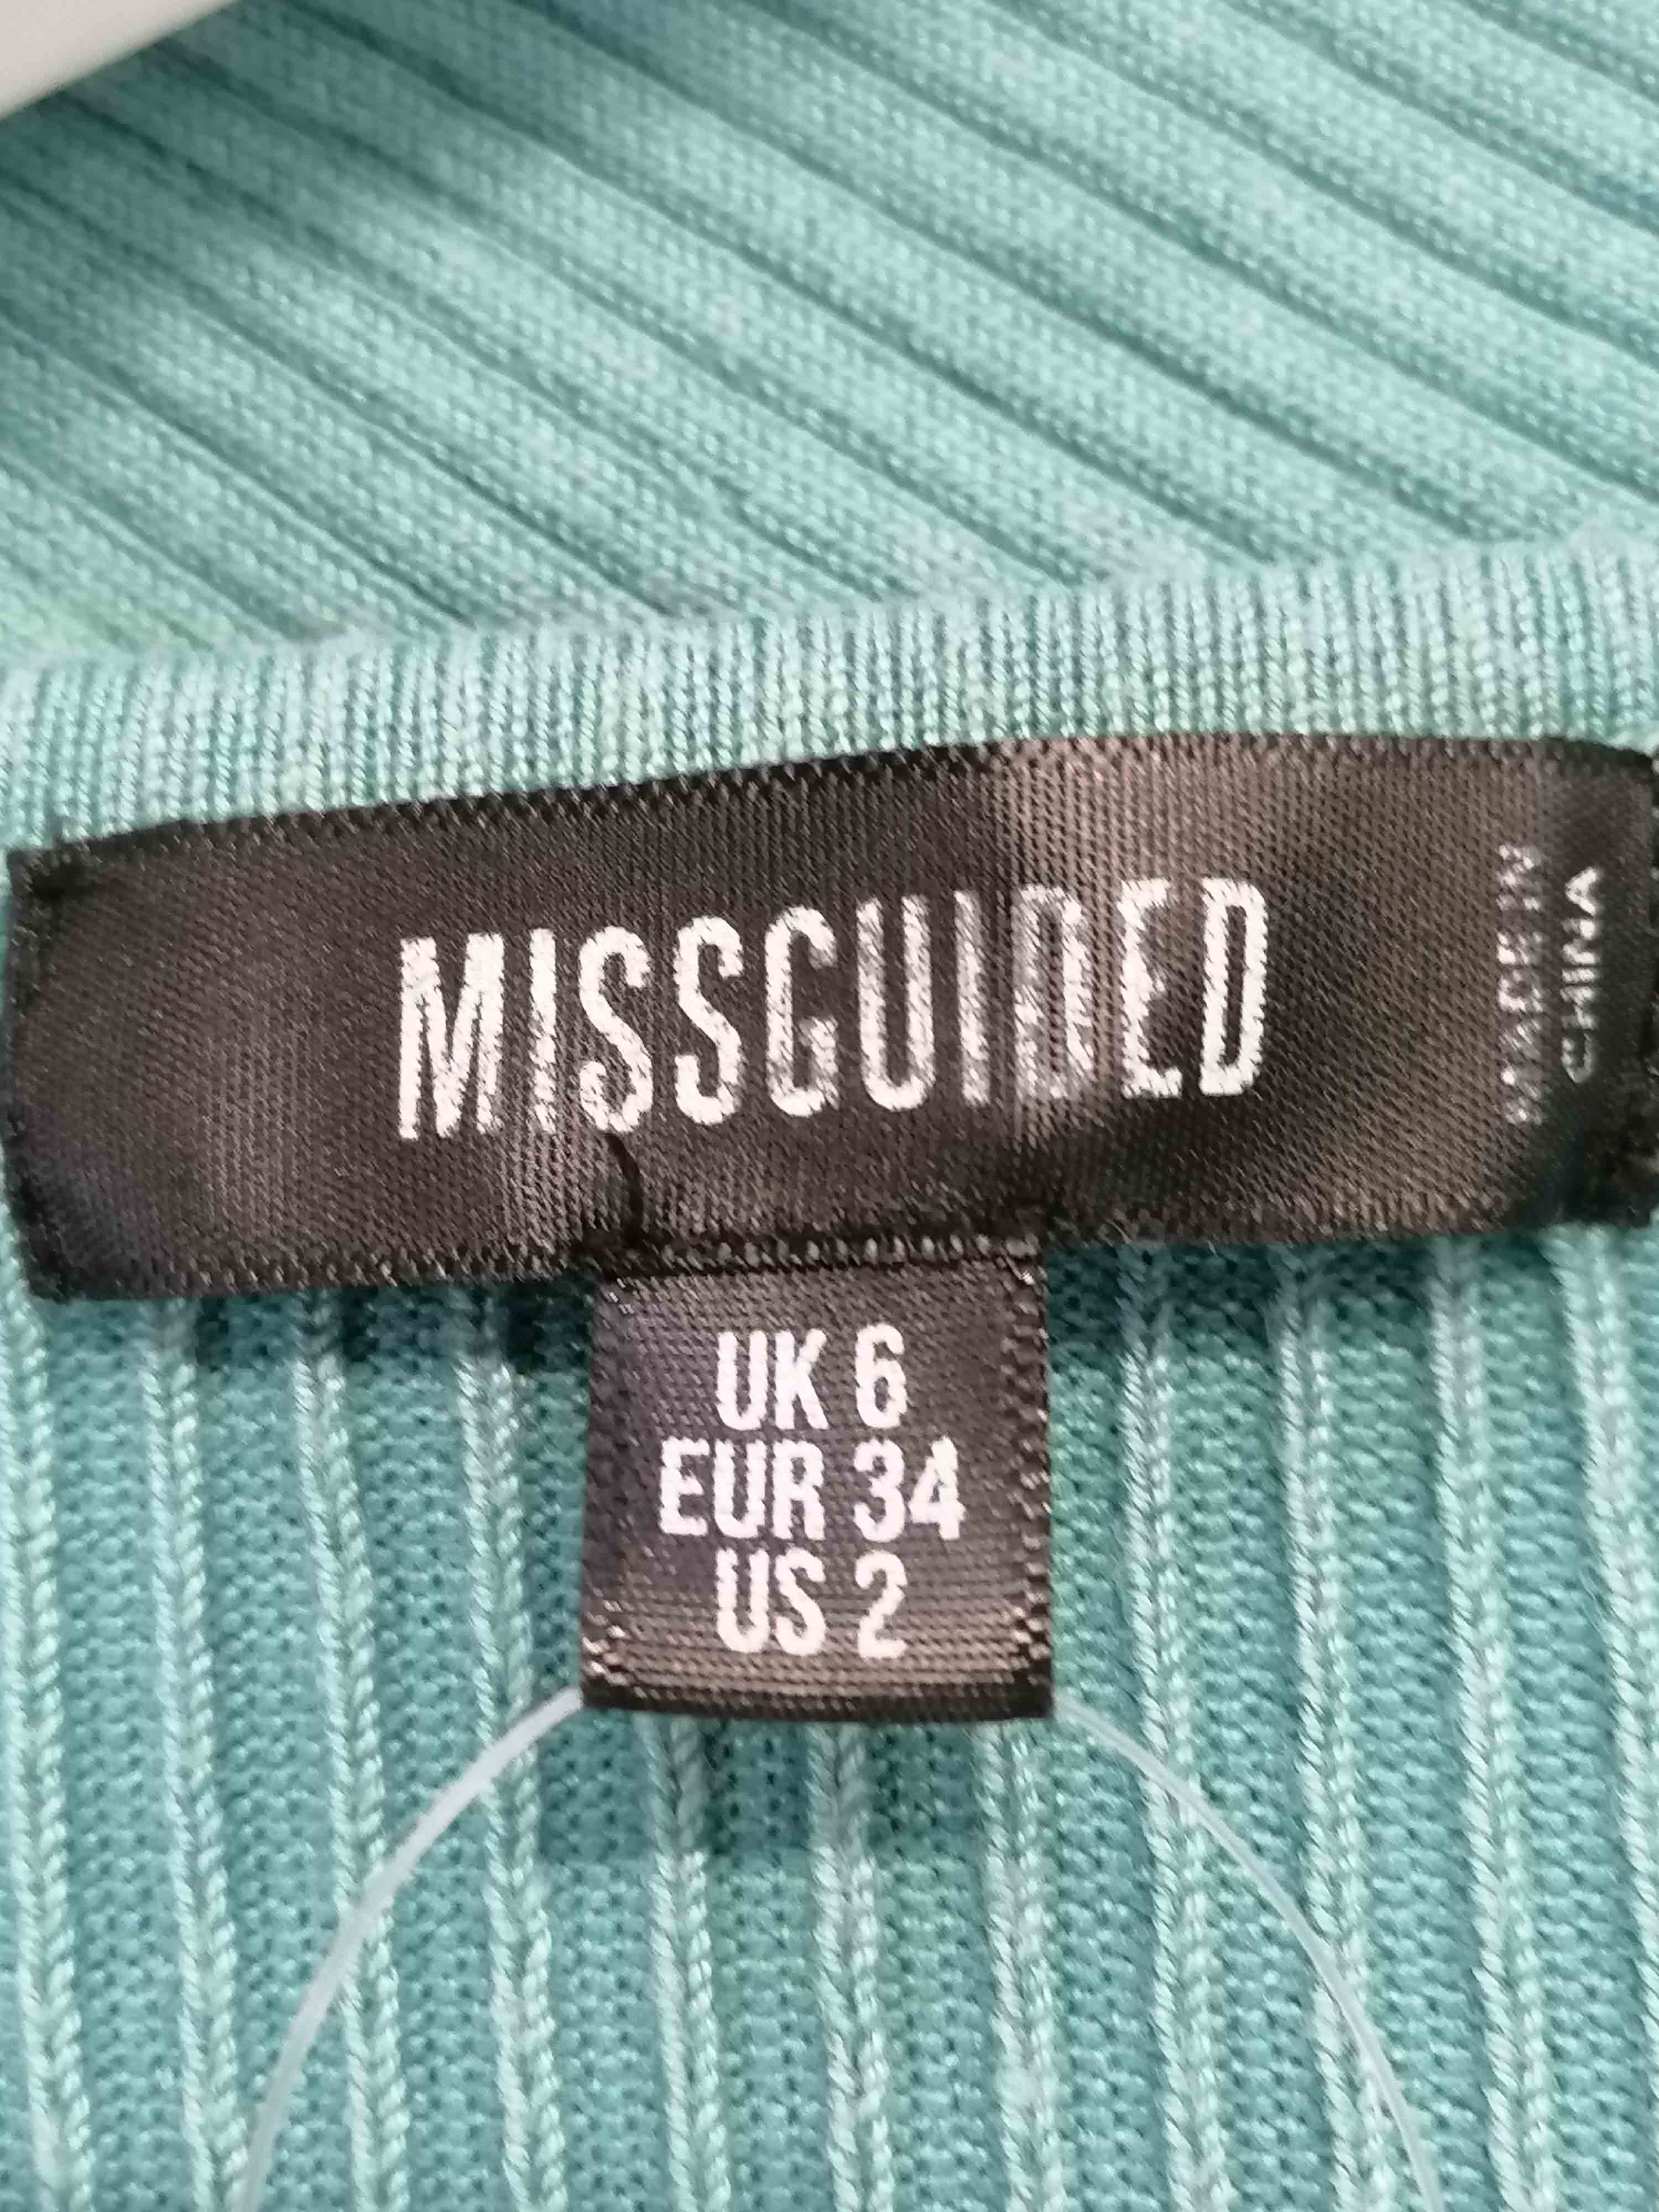 MISSGUIDED
MADE IN
CHINA
UK 6
EUR 34
US 2